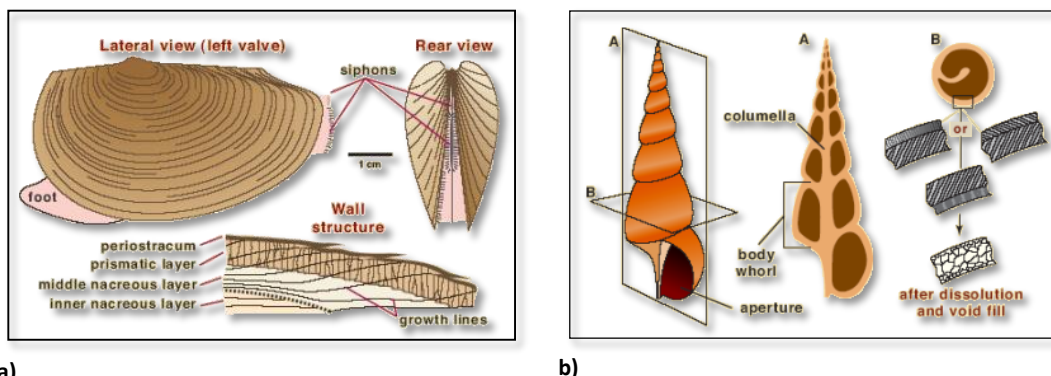 Lateral view (left valve)
Rear view
siphons
1 cm
foot
Wall
structure
periostracum
prismatic layer
middle nacreous layer
inner nacreous layer
growth lines
a)
A
B
A
B
columella
or
body
whorl
aperture
after dissolution
and void fill
b)